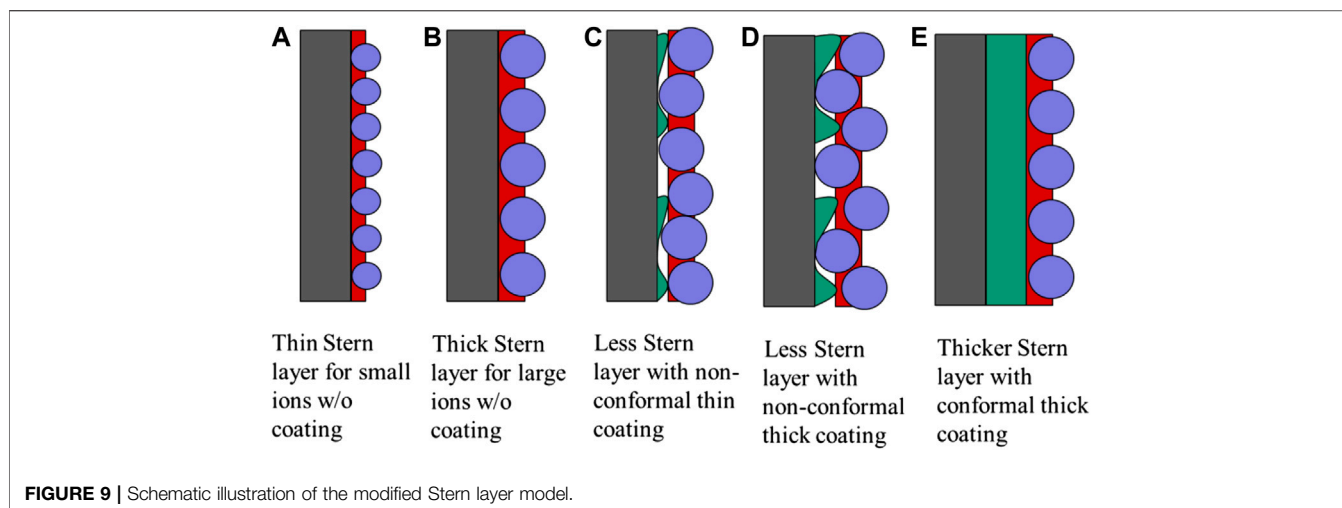 A
B
C
D
E
Thin Stern
layer for small
ions w/o
coating
Thick Stern
layer for large
ions w/o
coating
Less Stern
layer with non-
conformal thin
coating
Less Stern
layer with
non-conformal
thick coating
Thicker Stern
layer with
conformal thick
coating
FIGURE 9 | Schematic illustration of the modified Stern layer model.